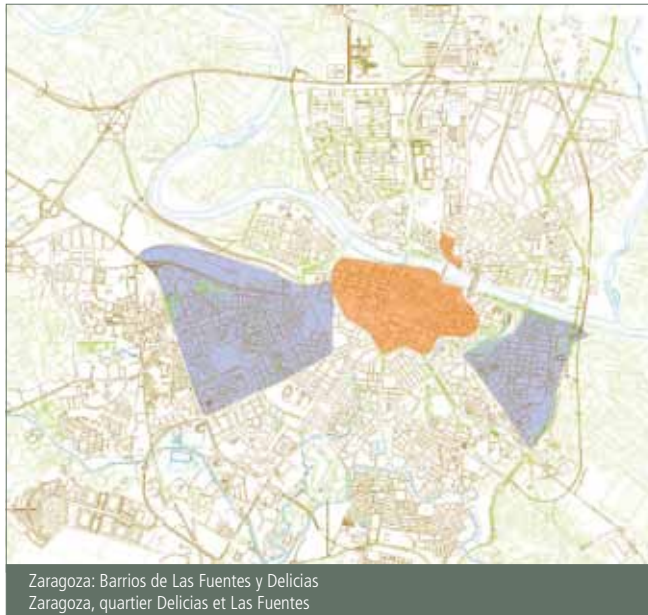 Zaragoza: Barrios de Las Fuentes y Delicias
Zaragoza, quartier Delicias et Las Fuentes